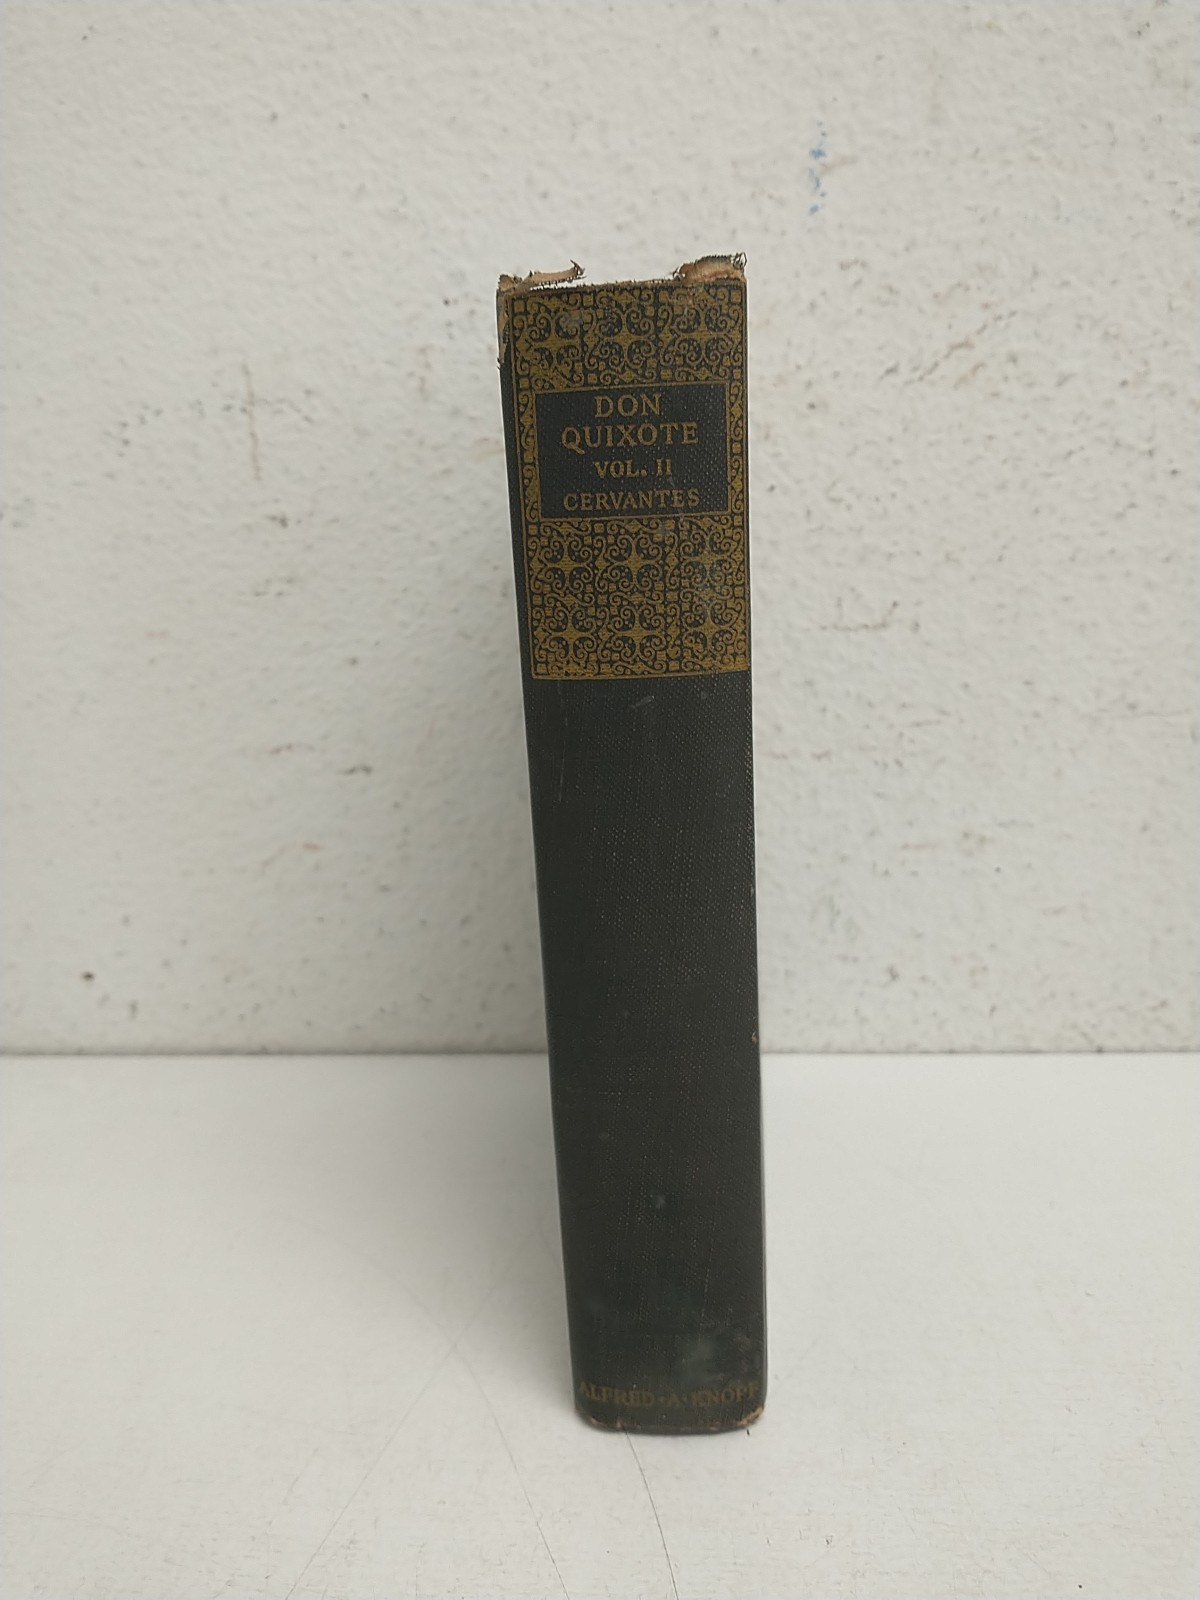 DON
QUIXOTE
VOL. II
CERVANTES
ALFRED·A·KNOPF